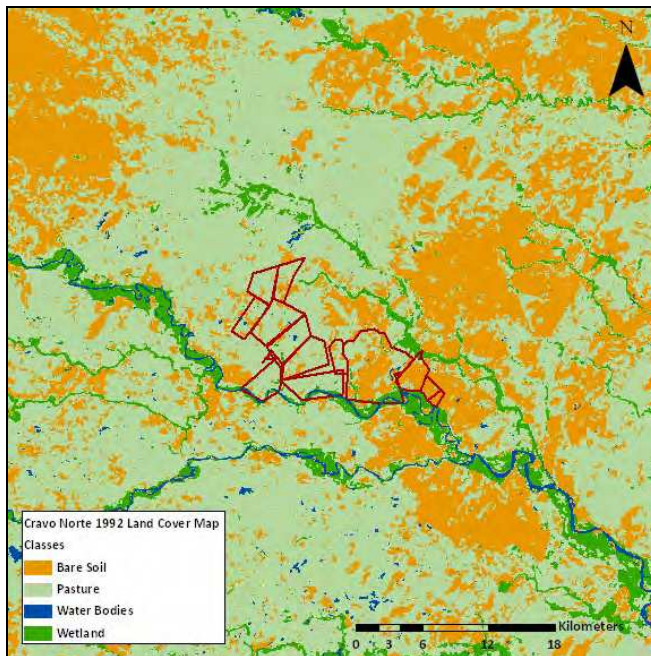 N
Cravo Norte 1992 Land Cover Map
Classes
Bare Soil
Pasture
Water Bodies
Wetland
Kilometers
0 3 6 12 18